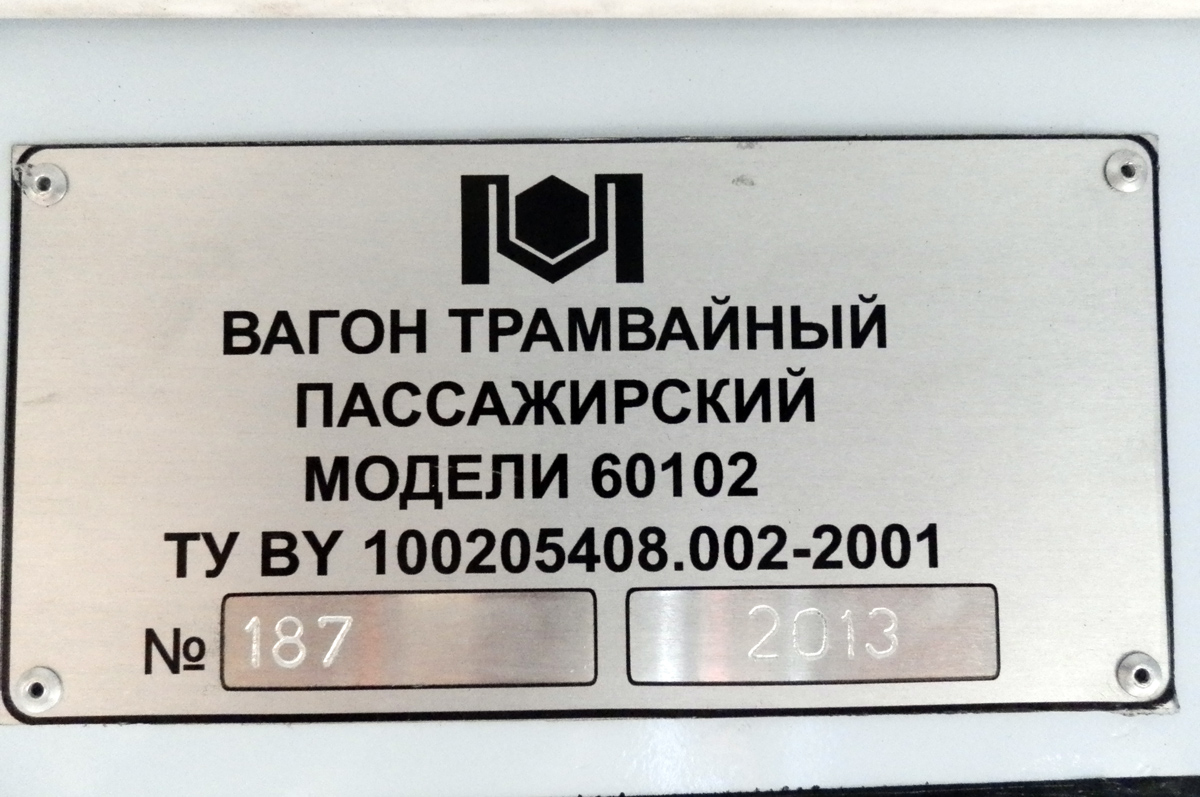 ВАГОН ТРАМВАЙНЫЙ
ПАССАЖИРСКИЙ
МОДЕЛИ 60102
ТУ BY 100205408.002-2001
№ 187 2013